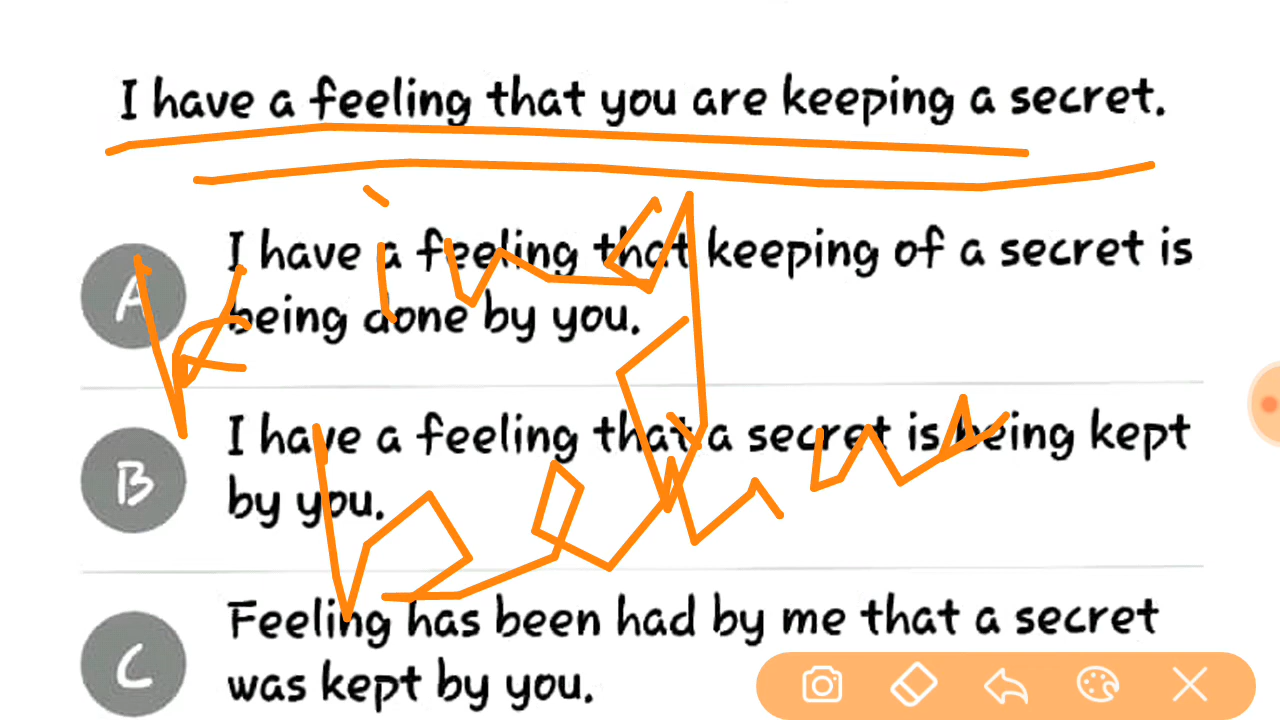 I have a feeling that you are keeping a secret.
A
I have a feeling that keeping of a secret is
being done by you.
B
I have a feeling that a secret is being kept
by you.
C
Feeling has been had by me that a secret
was kept by you.